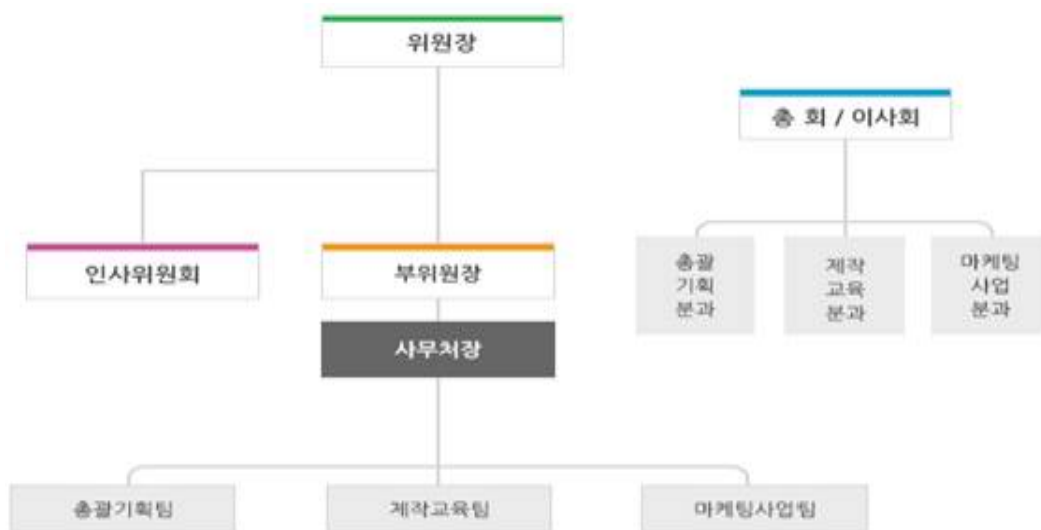 위원장
총 회 / 이사회
인사위원회
부위원장
총괄
기획
분과
제작
교육
분과
마케팅
사업
분과
사무처장
총괄기획팀
제작교육팀
마케팅사업팀